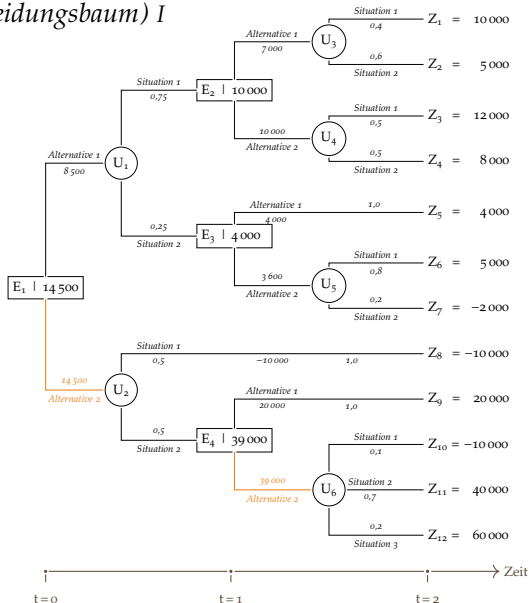 eidungsbaum) I
Alternative 1
7 000
U3
Situation 1
0,4
Z1 = 10 000
0,6
Situation 2
Z2 = 5 000
Situation 1
0,75
E2 | 10 000
10 000
Alternative 2
U4
Situation 1
0,5
Z3 = 12 000
0,5
Situation 2
Z4 = 8 000
Alternative 1
8 500
U1
0,25
Situation 2
E3 | 4 000
Alternative 1
4 000
1,0
Z5 = 4 000
3 600
Alternative 2
U5
Situation 1
0,8
Z6 = 5 000
0,2
Situation 2
Z7 = −2 000
E1 | 14 500
14 500
Alternative 2
U2
Situation 1
0,5
−10 000
1,0
Z8 = −10 000
0,5
Situation 2
E4 | 39 000
Alternative 1
20 000
1,0
Z9 = 20 000
39 000
Alternative 2
U6
Situation 1
0,1
Z10 = −10 000
Situation 2
0,7
Z11 = 40 000
0,2
Situation 3
Z12 = 60 000
Zeit
t = 0
t = 1
t = 2